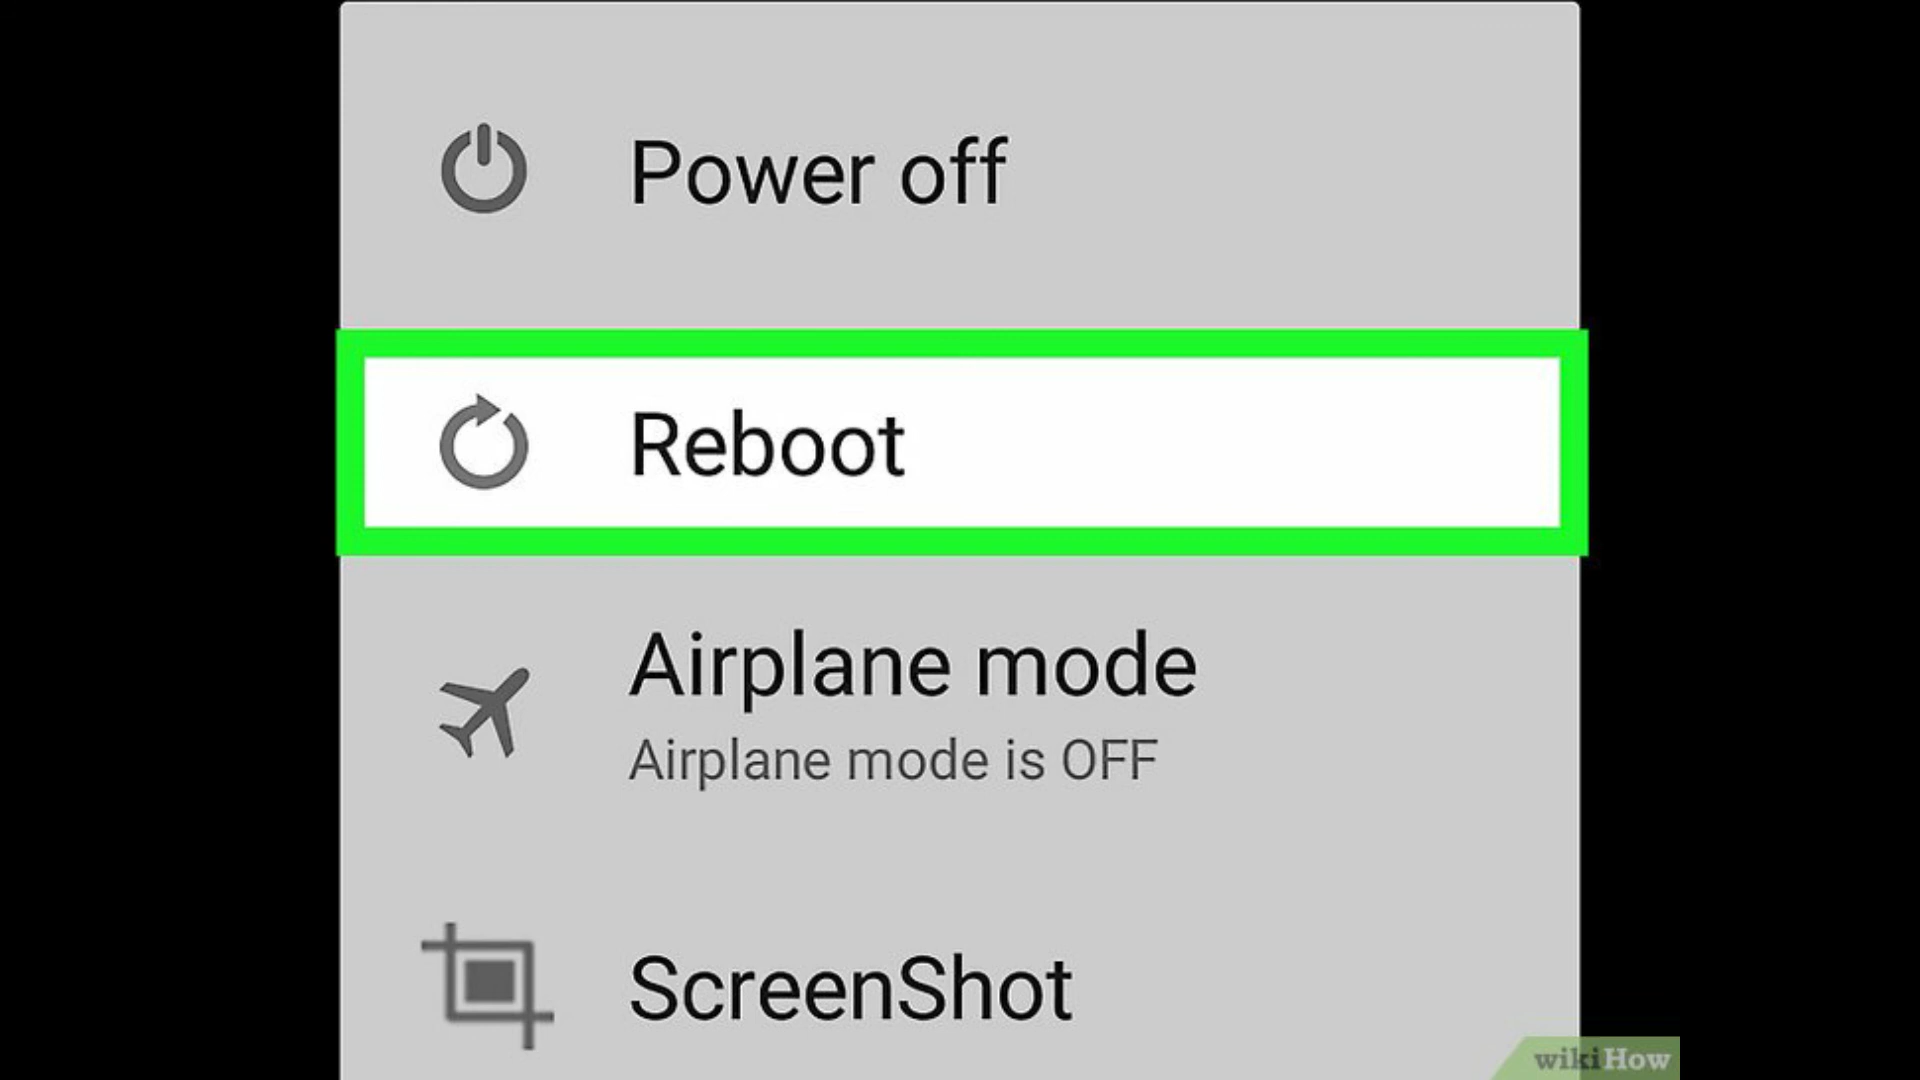 Power off
Reboot
Airplane mode
Airplane mode is OFF
ScreenShot
wikiHow